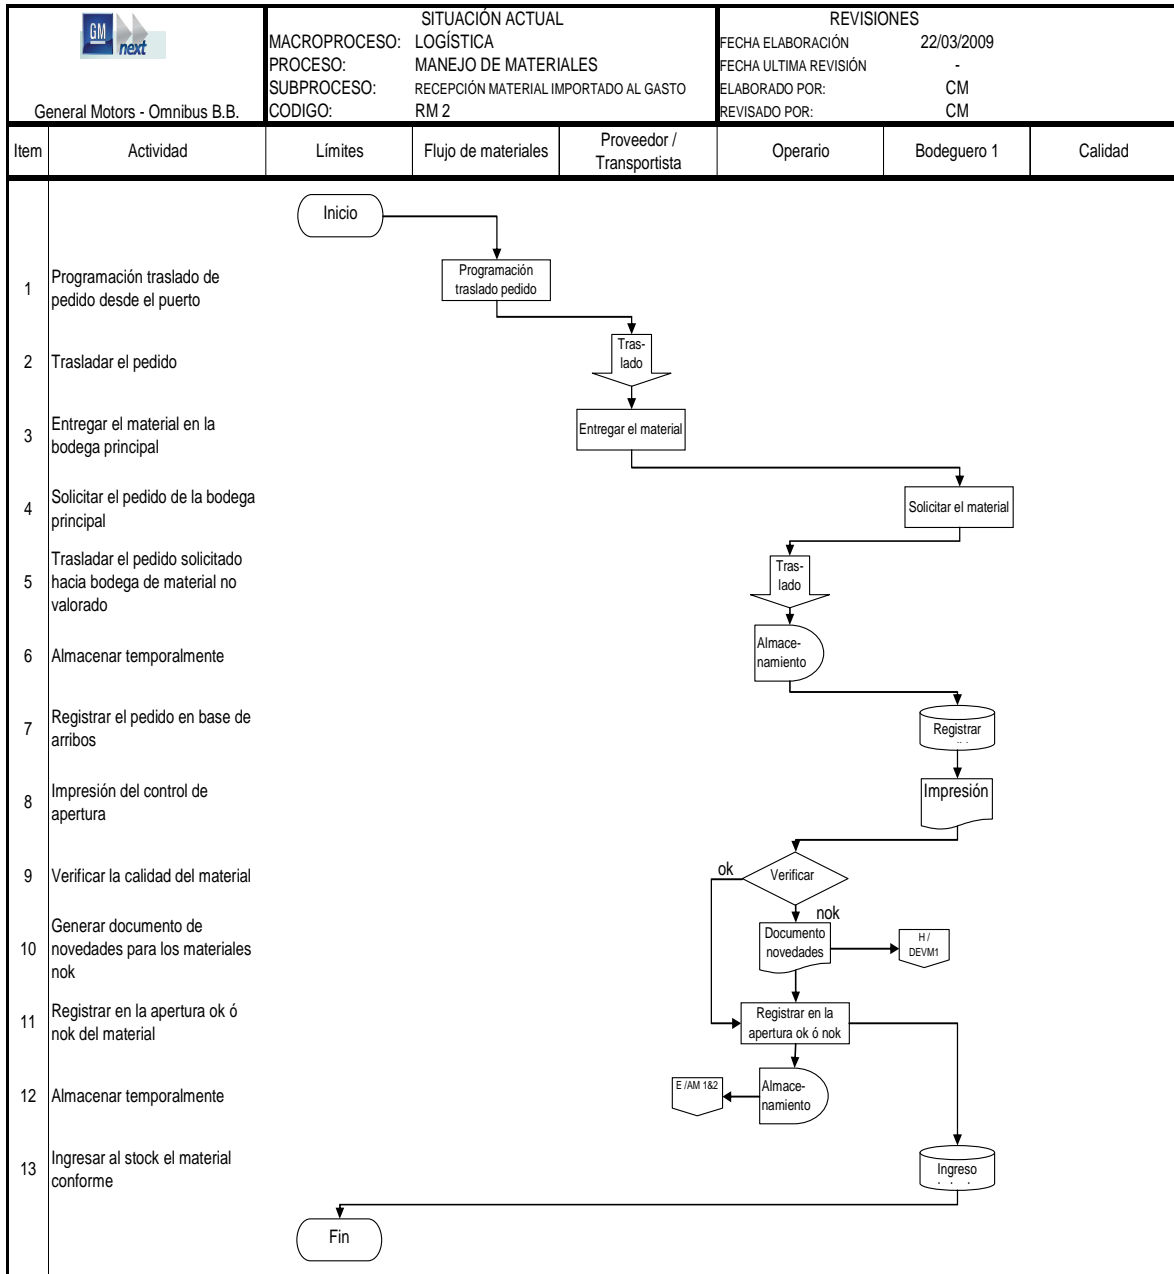 GM
next
General Motors - Omnibus B.B.
SITUACIÓN ACTUAL
MACROPROCESO: LOGÍSTICA
PROCESO: MANEJO DE MATERIALES
SUBPROCESO: RECEPCIÓN MATERIAL IMPORTADO AL GASTO
CODIGO: RM 2
REVISIONES
FECHA ELABORACIÓN 22/03/2009
FECHA ULTIMA REVISIÓN -
ELABORADO POR: CM
REVISADO POR: CM
Item
Actividad
Límites
Flujo de materiales
Proveedor /
Transportista
Operario
Bodeguero 1
Calidad
Inicio
1
Programación traslado de
pedido desde el puerto
Programación
traslado pedido
2
Trasladar el pedido
Tras-
lado
3
Entregar el material en la
bodega principal
Entregar el material
4
Solicitar el pedido de la bodega
principal
Solicitar el material
5
Trasladar el pedido solicitado
hacia bodega de material no
valorado
Tras-
lado
6
Almacenar temporalmente
Almace-
namiento
7
Registrar el pedido en base de
arribos
Registrar
8
Impresión del control de
apertura
Impresión
9
Verificar la calidad del material
ok
Verificar
nok
10
Generar documento de
novedades para los materiales
nok
Documento
novedades
H /
DEVM1
11
Registrar en la apertura ok ó
nok del material
Registrar en la
apertura ok ó nok
12
Almacenar temporalmente
E /AM 1&2
Almace-
namiento
13
Ingresar al stock el material
conforme
Ingreso
Fin